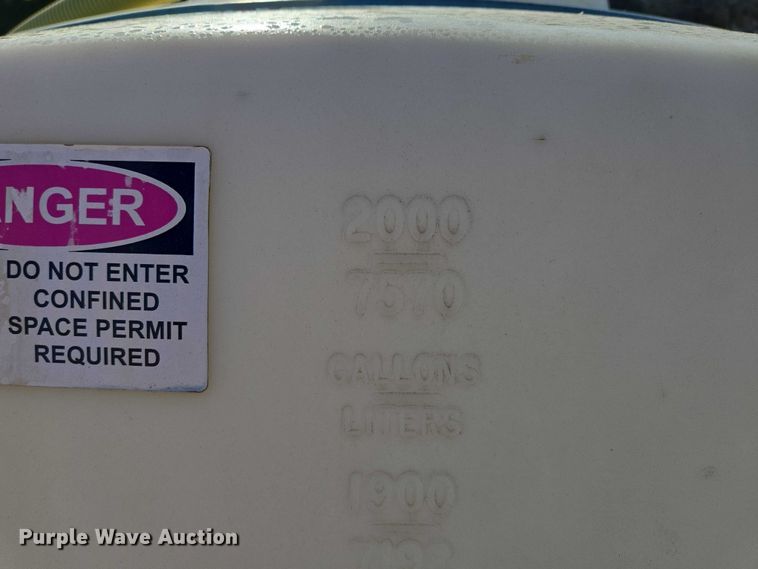 NGER
DO NOT ENTER
CONFINED
SPACE PERMIT
REQUIRED
2000
7570
GALLONS
LITERS
1900
Purple Wave Auction